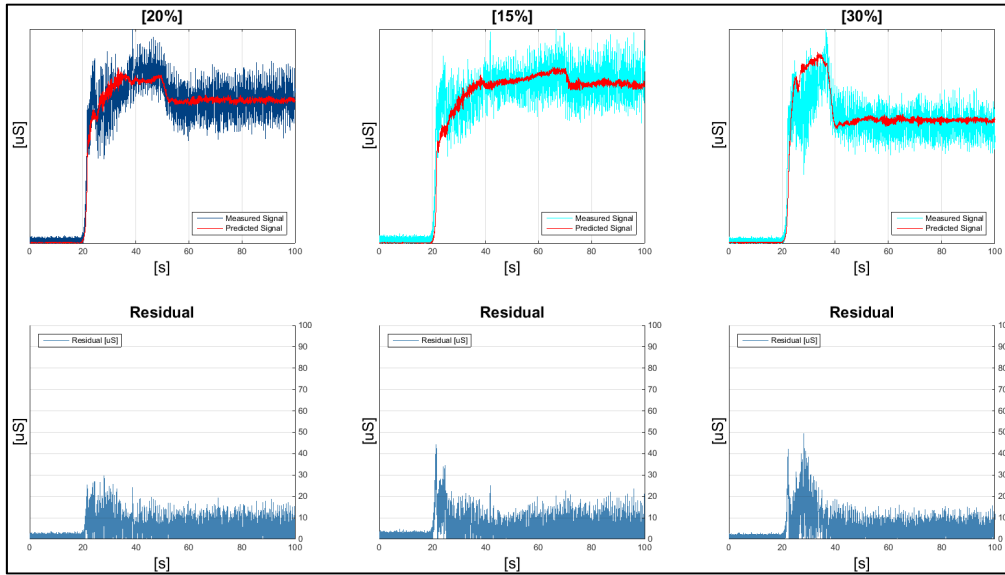 [20%]
[uS]
Measured Signal
Predicted Signal
0 20 40 60 80 100
[s]
[15%]
[uS]
Measured Signal
Predicted Signal
0 20 40 60 80 100
[s]
[30%]
[uS]
Measured Signal
Predicted Signal
0 20 40 60 80 100
[s]
Residual
[uS]
Residual [uS]
100
90
80
70
60
50
40
30
20
10
0
0 20 40 60 80 100
[s]
Residual
[uS]
Residual [uS]
100
90
80
70
60
50
40
30
20
10
0
0 20 40 60 80 100
[s]
Residual
[uS]
Residual [uS]
0 20 40 60 80 100
[s]